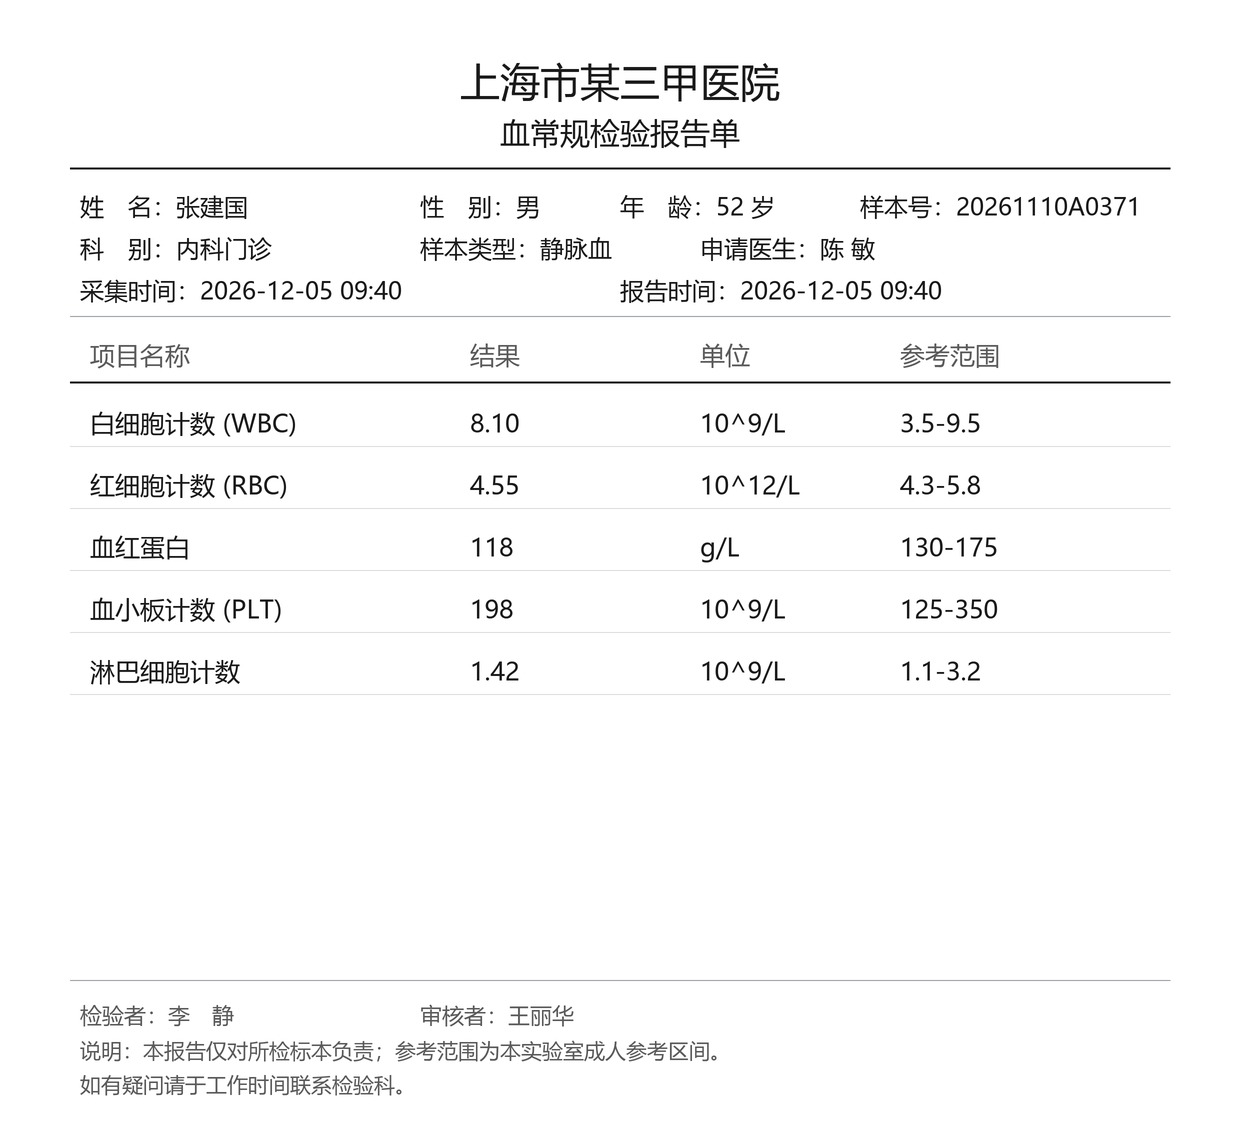 上海市某三甲医院
血常规检验报告单
姓　名：张建国 性　别：男 年　龄：52 岁 样本号：20261110A0371
科　别：内科门诊 样本类型：静脉血 申请医生：陈 敏
采集时间：2026-12-05 09:40 报告时间：2026-12-05 09:40
项目名称 结果 单位 参考范围
白细胞计数 (WBC) 8.10 10^9/L 3.5-9.5
红细胞计数 (RBC) 4.55 10^12/L 4.3-5.8
血红蛋白 118 g/L 130-175
血小板计数 (PLT) 198 10^9/L 125-350
淋巴细胞计数 1.42 10^9/L 1.1-3.2
检验者：李　静 审核者：王丽华
说明：本报告仅对所检标本负责；参考范围为本实验室成人参考区间。
如有疑问请于工作时间联系检验科。